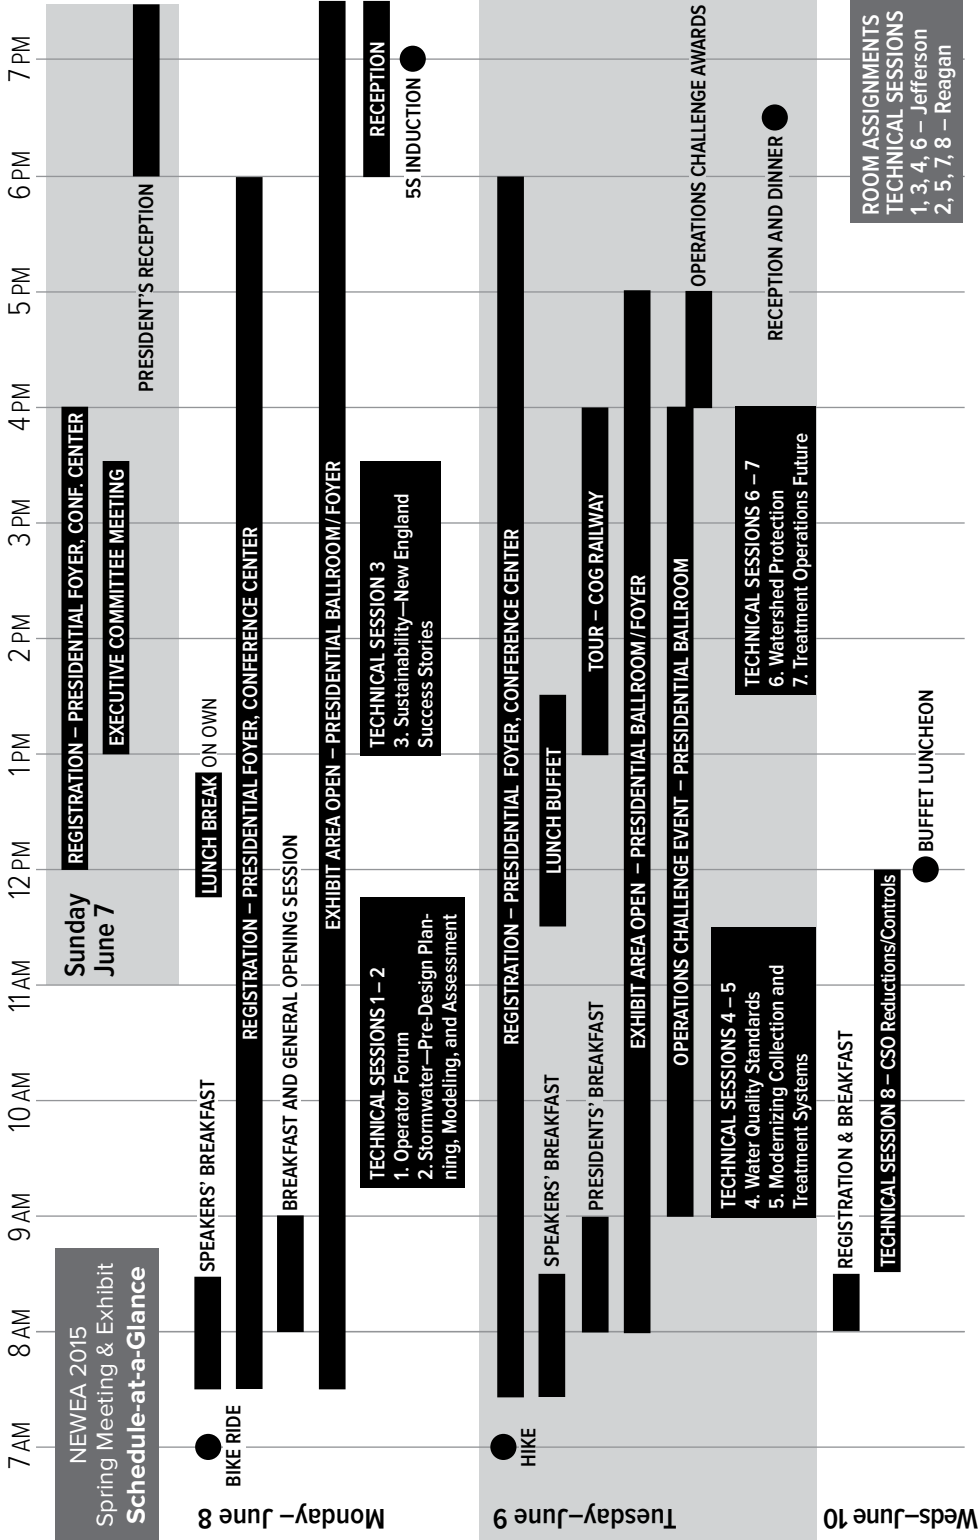 NEWEA 2015
Spring Meeting & Exhibit
Schedule-at-a-Glance
7 AM
8 AM
9 AM
10 AM
11 AM
12 PM
1 PM
2 PM
3 PM
4 PM
5 PM
6 PM
7 PM
Sunday
June 7
REGISTRATION – PRESIDENTIAL FOYER, CONF. CENTER
EXECUTIVE COMMITTEE MEETING
PRESIDENT'S RECEPTION
Monday–June 8
BIKE RIDE
SPEAKERS' BREAKFAST
LUNCH BREAK ON OWN
REGISTRATION – PRESIDENTIAL FOYER, CONFERENCE CENTER
BREAKFAST AND GENERAL OPENING SESSION
EXHIBIT AREA OPEN – PRESIDENTIAL BALLROOM/FOYER
TECHNICAL SESSIONS 1 – 2
1. Operator Forum
2. Stormwater—Pre-Design Plan-
ning, Modeling, and Assessment
TECHNICAL SESSION 3
3. Sustainability—New England
Success Stories
RECEPTION
5S INDUCTION
Tuesday–June 9
HIKE
REGISTRATION – PRESIDENTIAL FOYER, CONFERENCE CENTER
SPEAKERS' BREAKFAST
LUNCH BUFFET
PRESIDENTS' BREAKFAST
TOUR – COG RAILWAY
EXHIBIT AREA OPEN – PRESIDENTIAL BALLROOM/FOYER
OPERATIONS CHALLENGE EVENT – PRESIDENTIAL BALLROOM
OPERATIONS CHALLENGE AWARDS
TECHNICAL SESSIONS 4 – 5
4. Water Quality Standards
5. Modernizing Collection and
Treatment Systems
TECHNICAL SESSIONS 6 – 7
6. Watershed Protection
7. Treatment Operations Future
RECEPTION AND DINNER
Weds–June 10
REGISTRATION & BREAKFAST
TECHNICAL SESSION 8 – CSO Reductions/Controls
BUFFET LUNCHEON
ROOM ASSIGNMENTS
TECHNICAL SESSIONS
1, 3, 4, 6 – Jefferson
2, 5, 7, 8 – Reagan